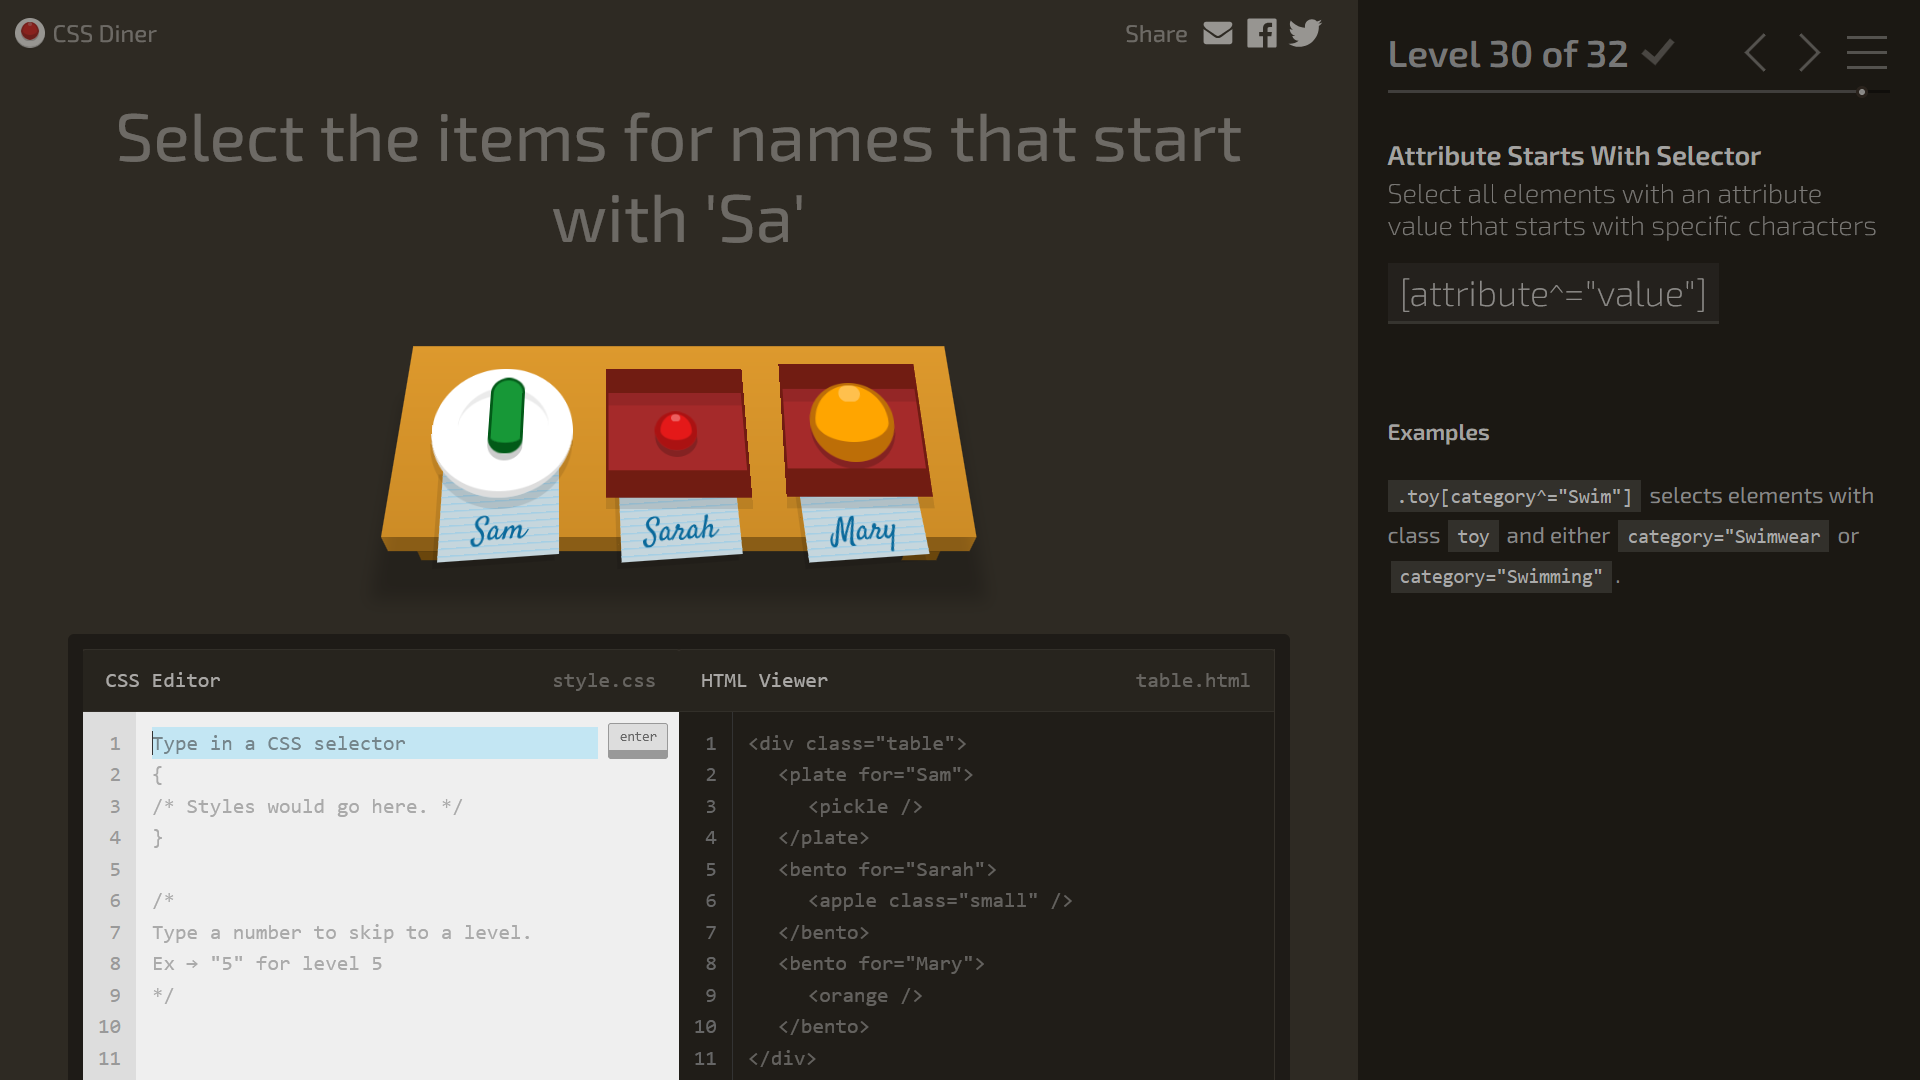 CSS Diner
Share
Select the items for names that start
with 'Sa'
Sam
Sarah
Mary
CSS Editor
style.css
HTML Viewer
table.html
1
Type in a CSS selector
enter
2
{
3
/* Styles would go here. */
4
}
5
6
/*
7
Type a number to skip to a level.
8
Ex → "5" for level 5
9
*/
10
11
1
<div class="table">
2
<plate for="Sam">
3
<pickle />
4
</plate>
5
<bento for="Sarah">
6
<apple class="small" />
7
</bento>
8
<bento for="Mary">
9
<orange />
10
</bento>
11
</div>
Level 30 of 32
Attribute Starts With Selector
Select all elements with an attribute
value that starts with specific characters
[attribute^="value"]
Examples
.toy[category^="Swim"] selects elements with
class toy and either category="Swimwear or
category="Swimming" .